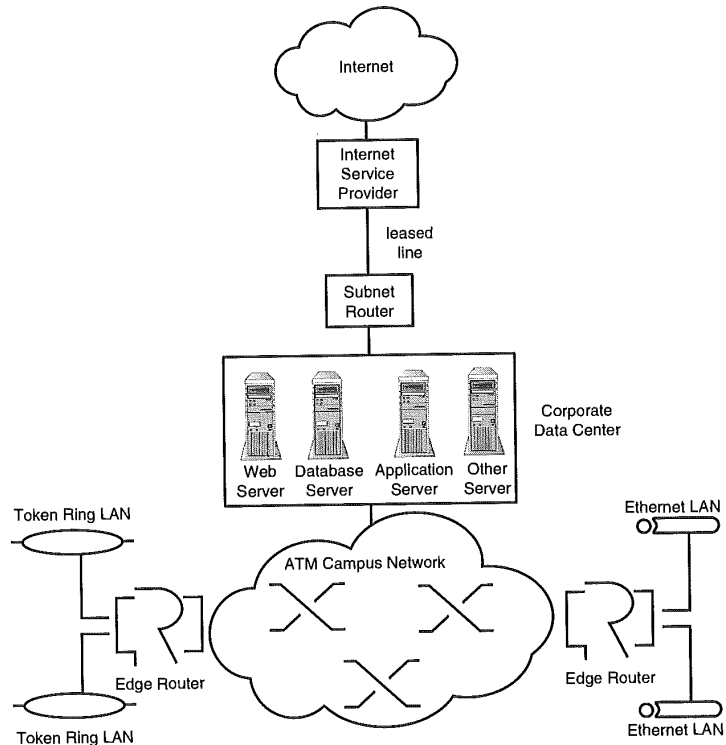 Internet
Internet
Service
Provider
leased
line
Subnet
Router
Corporate
Data Center
Web
Server
Database
Server
Application
Server
Other
Server
Token Ring LAN
Ethernet LAN
ATM Campus Network
Edge Router
Edge Router
Token Ring LAN
Ethernet LAN